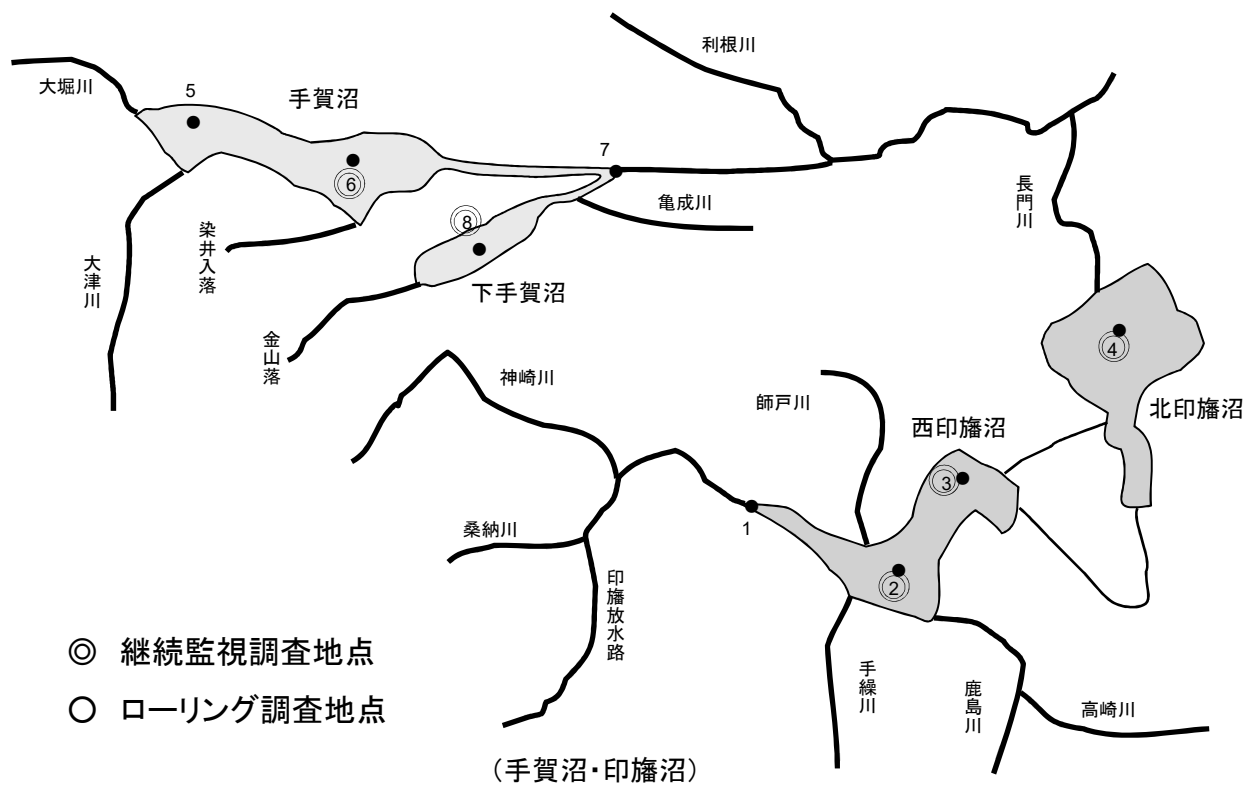 利根川
大堀川
5
手賀沼
7
6
長門川
亀成川
8
染井入落
大津川
下手賀沼
金山落
4
神崎川
師戸川
北印旛沼
西印旛沼
3
1
桑納川
2
印旛放水路
◎ 継続監視調査地点
手繰川
鹿島川
○ ローリング調査地点
高崎川
（手賀沼・印旛沼）